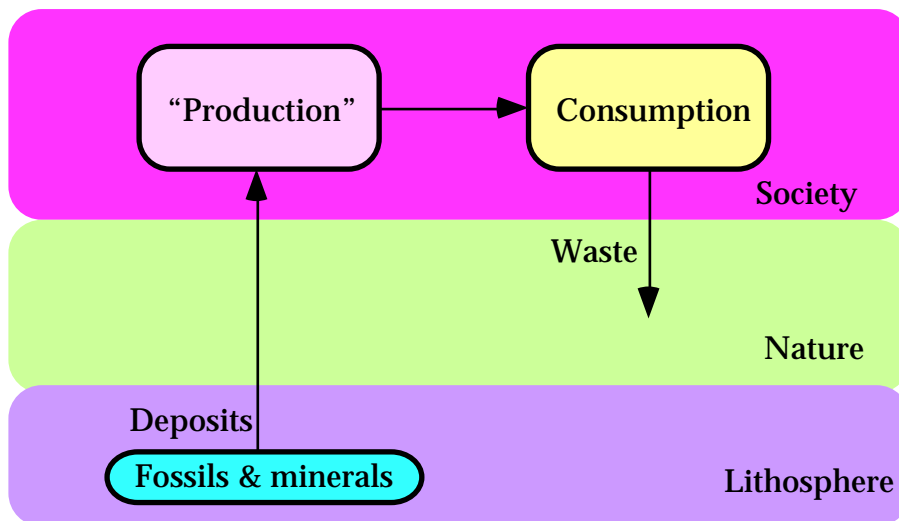 “Production”
Consumption
Society
Waste
Nature
Deposits
Fossils & minerals
Lithosphere